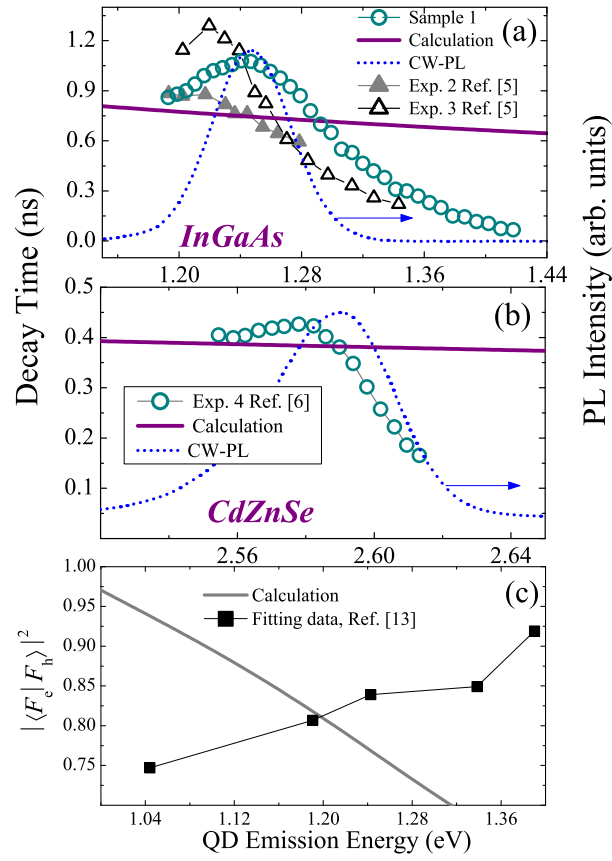 (a)
Sample 1
Calculation
CW-PL
Exp. 2 Ref. [5]
Exp. 3 Ref. [5]
1.2
0.9
0.6
0.3
0.0
InGaAs
1.20 1.28 1.36 1.44
Decay Time (ns)
PL Intensity (arb. units)
(b)
0.5
0.4
0.3
0.2
0.1
Exp. 4 Ref. [6]
Calculation
CW-PL
CdZnSe
2.56 2.60 2.64
(c)
1.00
0.95
0.90
0.85
0.80
0.75
Calculation
Fitting data, Ref. [13]
|⟨Fₑ|Fₕ⟩|²
1.04 1.12 1.20 1.28 1.36
QD Emission Energy (eV)